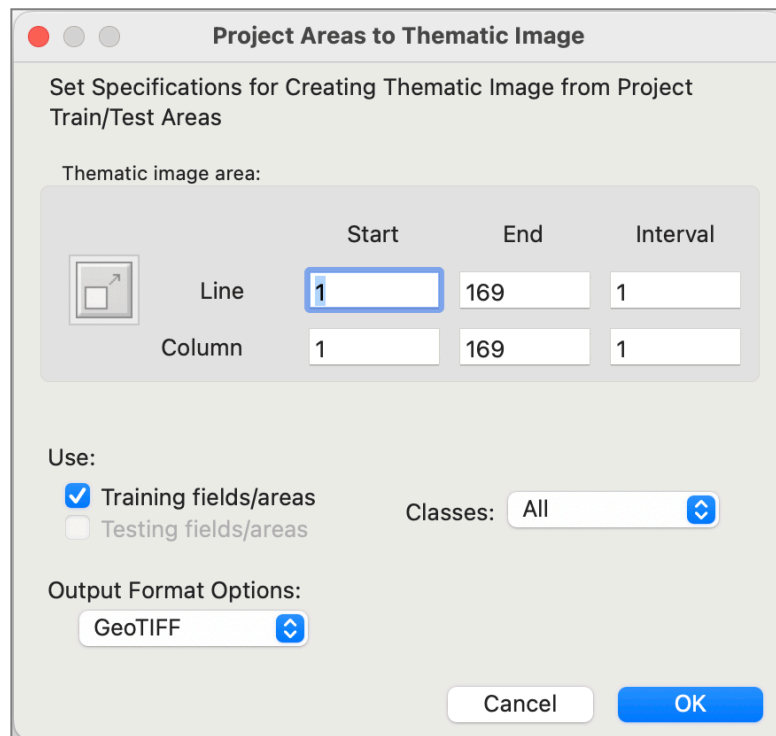 Project Areas to Thematic Image
Set Specifications for Creating Thematic Image from Project
Train/Test Areas
Thematic image area:
Start End Interval
Line 1 169 1
Column 1 169 1
Use:
Training fields/areas
Classes: All
Testing fields/areas
Output Format Options:
GeoTIFF
Cancel OK